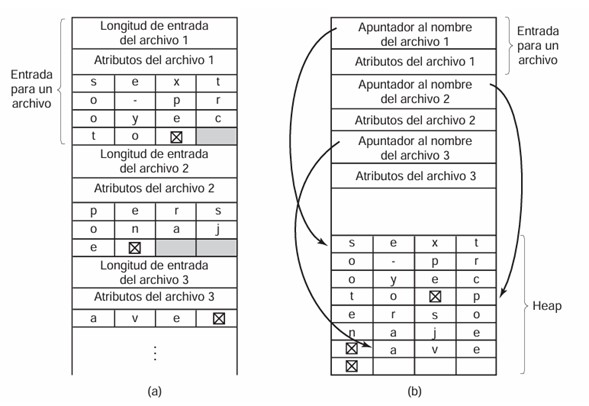 Longitud de entrada
del archivo 1
Atributos del archivo 1
Entrada
para un
archivo
s e x t
o - p r
o y e c
t o ☒
Longitud de entrada
del archivo 2
Atributos del archivo 2
p e r s
o n a j
e ☒
Longitud de entrada
del archivo 3
Atributos del archivo 3
a v e ☒
⋮
(a)
Apuntador al nombre
del archivo 1
Atributos del archivo 1
Entrada
para un
archivo
Apuntador al nombre
del archivo 2
Atributos del archivo 2
Apuntador al nombre
del archivo 3
Atributos del archivo 3
s e x t
o - p r
o y e c
t o ☒ p
e r s o
n a j e
☒ a v e
☒
Heap
(b)